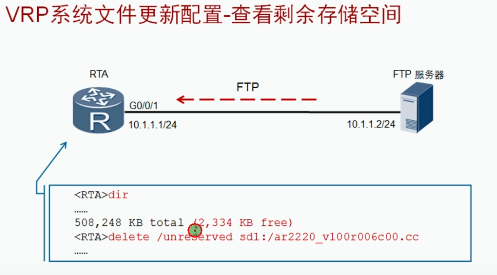 VRP系统文件更新配置-查看剩余存储空间
RTA
FTP 服务器
FTP
G0/0/1
R
10.1.1.1/24
10.1.1.2/24
<RTA>dir
……
508,248 KB total (2,334 KB free)
<RTA>delete /unreserved sd1:/ar2220_v100r006c00.cc
……